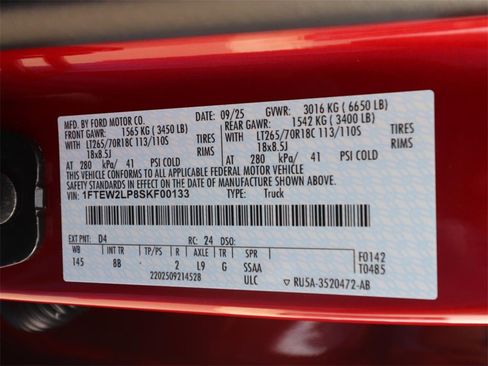 MFD. BY FORD MOTOR CO. DATE: 09/25 GVWR: 3016 KG ( 6650 LB)
FRONT GAWR: 1565 KG ( 3450 LB) REAR GAWR: 1542 KG ( 3400 LB)
WITH LT265/70R18C 113/110S TIRES WITH LT265/70R18C 113/110S TIRES
18x8.5J RIMS 18x8.5J RIMS
AT 280 kPa/ 41 PSI COLD AT 280 kPa/ 41 PSI COLD
THIS VEHICLE CONFORMS TO ALL APPLICABLE FEDERAL MOTOR VEHICLE
SAFETY STANDARDS IN EFFECT ON THE DATE OF MANUFACTURE SHOWN ABOVE.
VIN: 1FTEW2LP8SKF00133 TYPE: Truck
EXT PNT: D4 RC: 24 DSO: F0142
WB INT TR TP/PS R AXLE TR SPR T0485
145 8B - 2 L9 G SSAA
2202509214528 ULC RU5A-3520472-AB